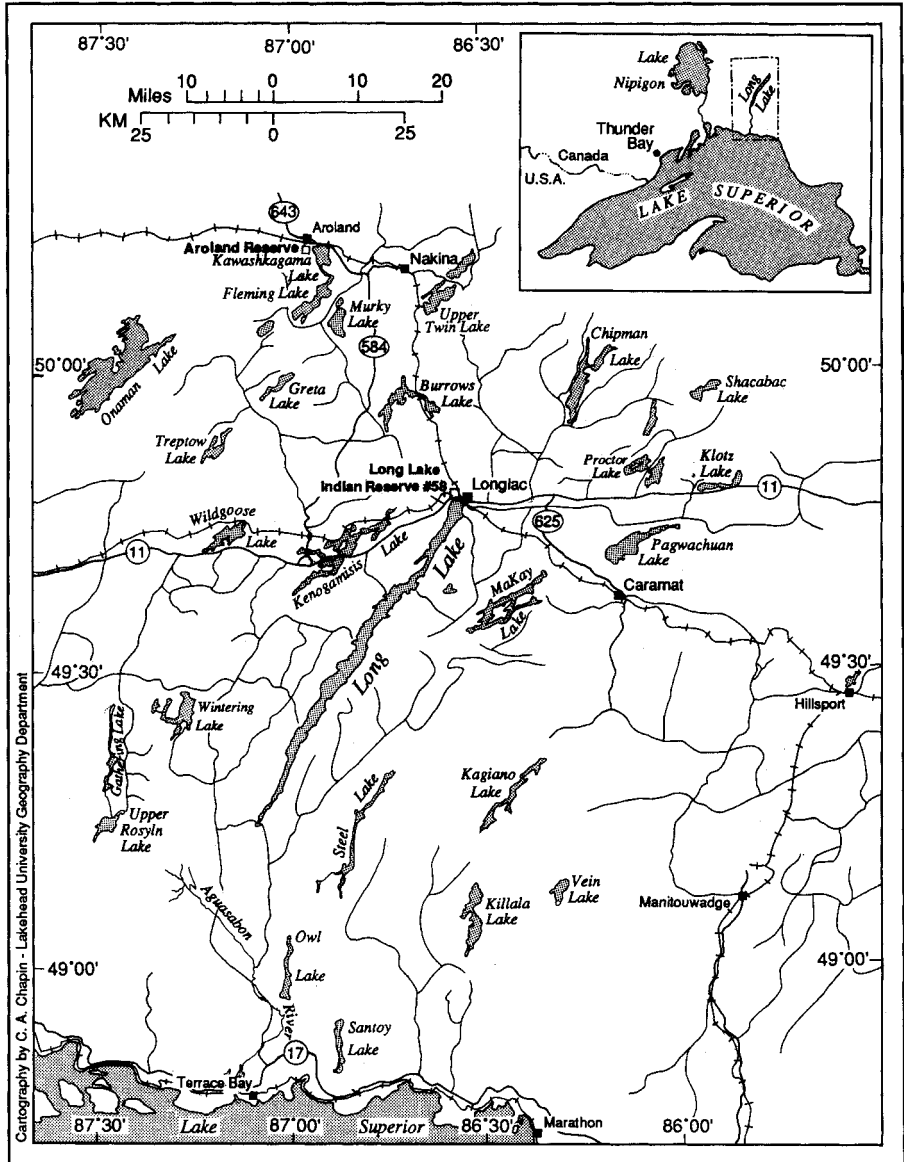 87°30'
87°00'
86°30'
Miles
10
0
10
20
KM
25
0
25
Lake
Nipigon
Long
Lake
Thunder
Bay
Canada
U.S.A.
LAKE SUPERIOR
643
Aroland
Aroland Reserve
Kawashkagama
Lake
Nakina
Fleming Lake
Murky
Lake
Upper
Twin Lake
584
Chipman
Lake
50°00'
50°00'
Onaman Lake
Greta
Lake
Burrows
Lake
Shacabac
Lake
Treptow
Lake
Long Lake
Indian Reserve #58
Longlac
Proctor
Lake
Klotz
Lake
11
Wildgoose
Lake
625
11
Kenogamisis Lake
Pagwachuan
Lake
Long Lake
MaKay
Lake
Caramat
49°30'
49°30'
Hillsport
Wintering
Lake
Gathering Lake
Upper
Rosyln
Lake
Steel Lake
Kagiano
Lake
Killala
Lake
Vein
Lake
Manitouwadge
Aguasabon
River
Owl
Lake
49°00'
49°00'
Santoy
Lake
17
Terrace Bay
Marathon
Lake Superior
87°30'
87°00'
86°30'
86°00'
Cartography by C. A. Chapin - Lakehead University Geography Department